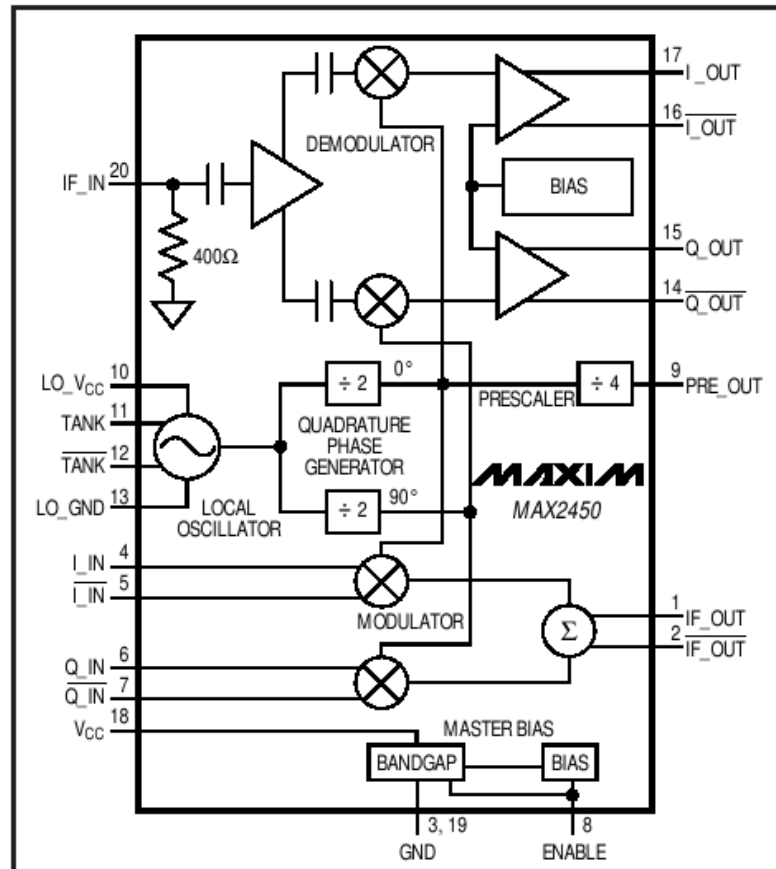 17
I_OUT
16
I_OUT
DEMODULATOR
20
IF_IN
BIAS
400Ω
15
Q_OUT
14
Q_OUT
10
LO_VCC
÷ 2
0°
9
PRE_OUT
PRESCALER
÷ 4
11
TANK
QUADRATURE
PHASE
GENERATOR
12
TANK
MAXIM
MAX2450
13
LO_GND
LOCAL
OSCILLATOR
÷ 2
90°
4
I_IN
5
I_IN
MODULATOR
Σ
1
IF_OUT
2
IF_OUT
6
Q_IN
7
Q_IN
18
VCC
MASTER BIAS
BANDGAP
BIAS
3, 19
GND
8
ENABLE